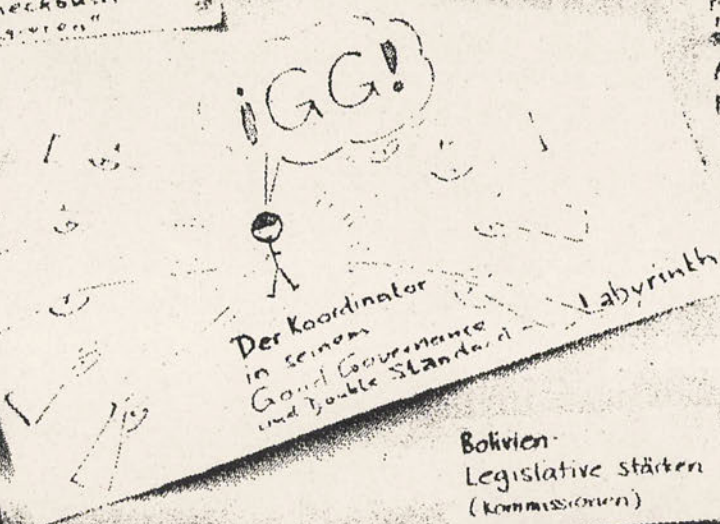 ¡GG!
Der Koordinator
in seinem
Good Governance
und Double Standard-
Labyrinth
Bolivien-
Legislative stärken
(Kommissionen)